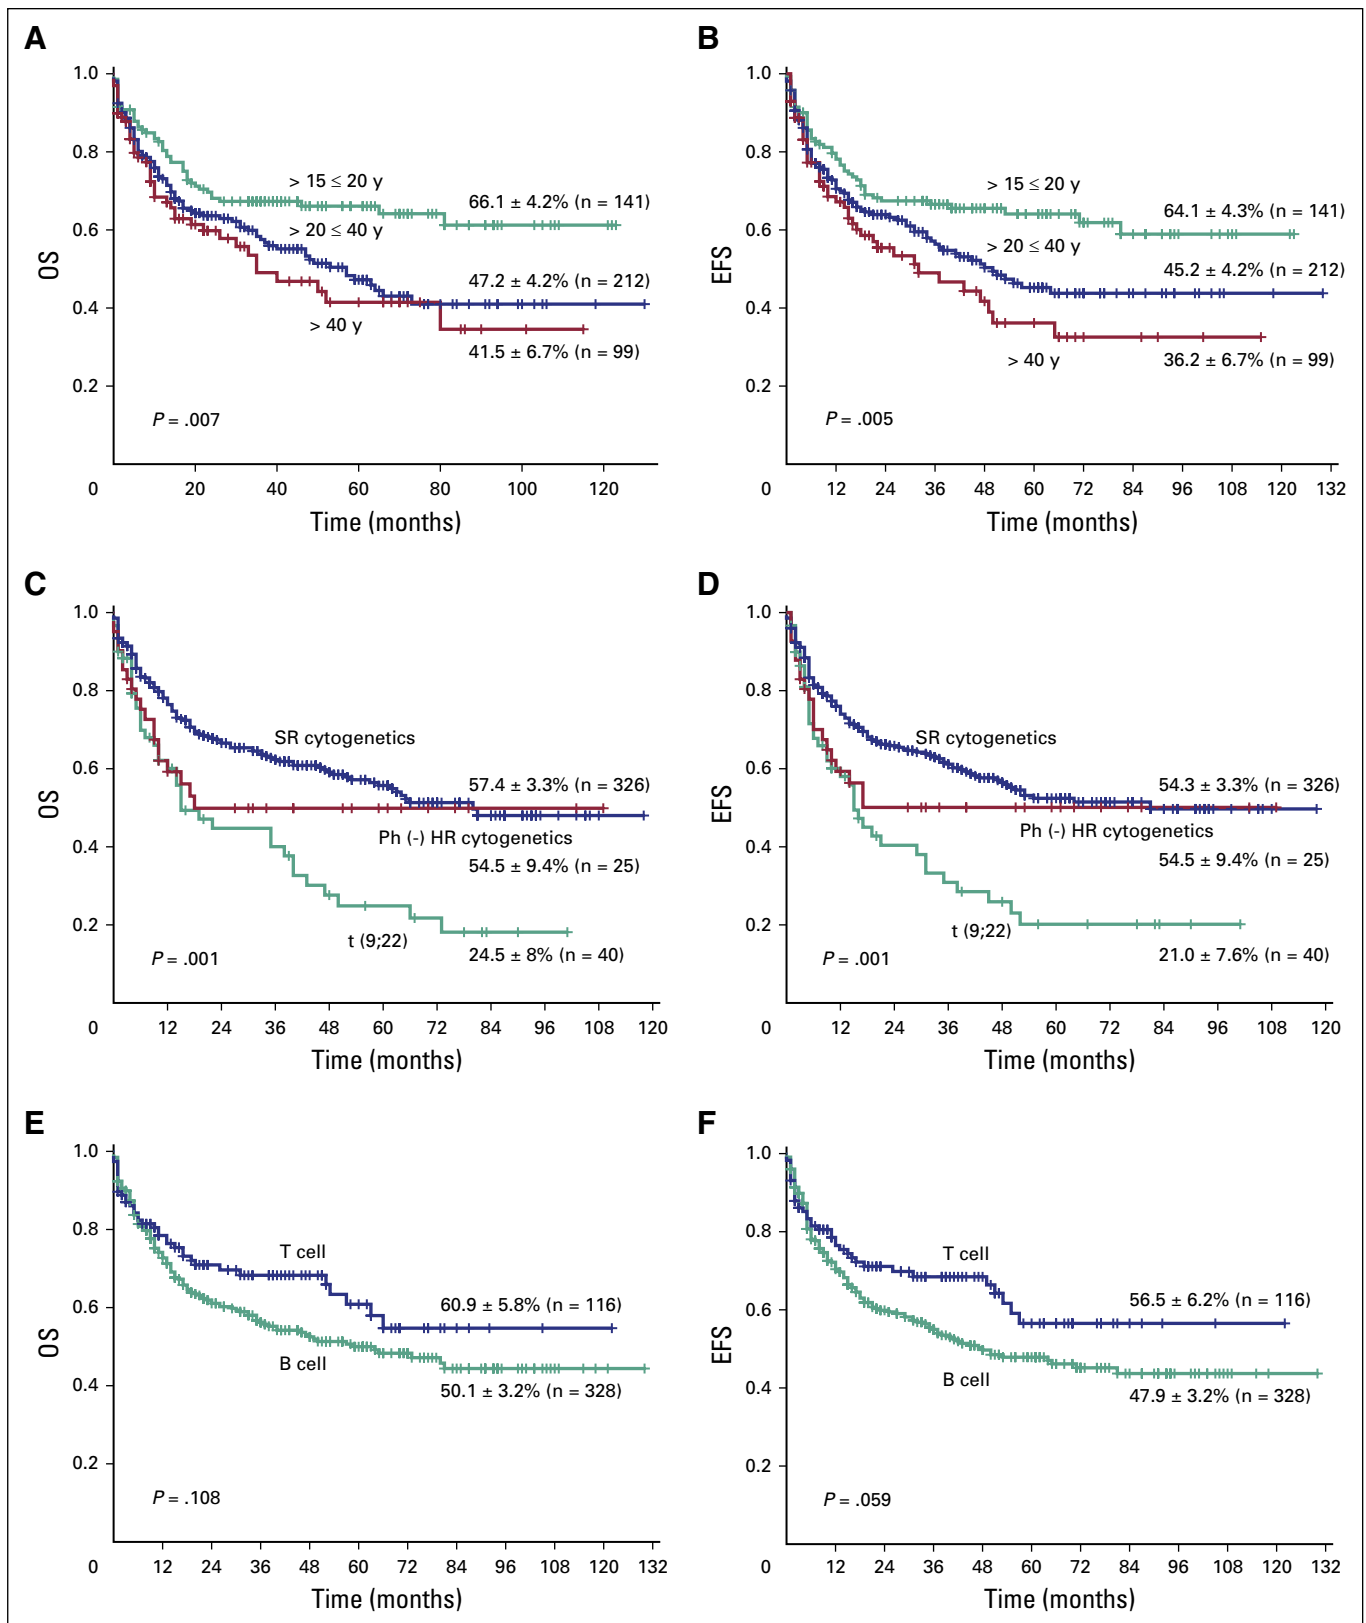 A
OS
1.0
0.8
0.6
0.4
0.2
0
> 15 ≤ 20 y
66.1 ± 4.2% (n = 141)
> 20 ≤ 40 y
47.2 ± 4.2% (n = 212)
> 40 y
41.5 ± 6.7% (n = 99)
P = .007
20 40 60 80 100 120
Time (months)
B
EFS
1.0
0.8
0.6
0.4
0.2
0
> 15 ≤ 20 y
64.1 ± 4.3% (n = 141)
> 20 ≤ 40 y
45.2 ± 4.2% (n = 212)
> 40 y
36.2 ± 6.7% (n = 99)
P = .005
12 24 36 48 60 72 84 96 108 120 132
Time (months)
C
OS
1.0
0.8
0.6
0.4
0.2
0
SR cytogenetics
57.4 ± 3.3% (n = 326)
Ph (-) HR cytogenetics
54.5 ± 9.4% (n = 25)
t (9;22)
24.5 ± 8% (n = 40)
P = .001
12 24 36 48 60 72 84 96 108 120
Time (months)
D
EFS
1.0
0.8
0.6
0.4
0.2
0
SR cytogenetics
54.3 ± 3.3% (n = 326)
Ph (-) HR cytogenetics
54.5 ± 9.4% (n = 25)
t (9;22)
21.0 ± 7.6% (n = 40)
P = .001
12 24 36 48 60 72 84 96 108 120
Time (months)
E
OS
1.0
0.8
0.6
0.4
0.2
0
T cell
60.9 ± 5.8% (n = 116)
B cell
50.1 ± 3.2% (n = 328)
P = .108
12 24 36 48 60 72 84 96 108 120 132
Time (months)
F
EFS
1.0
0.8
0.6
0.4
0.2
0
T cell
56.5 ± 6.2% (n = 116)
B cell
47.9 ± 3.2% (n = 328)
P = .059
12 24 36 48 60 72 84 96 108 120 132
Time (months)